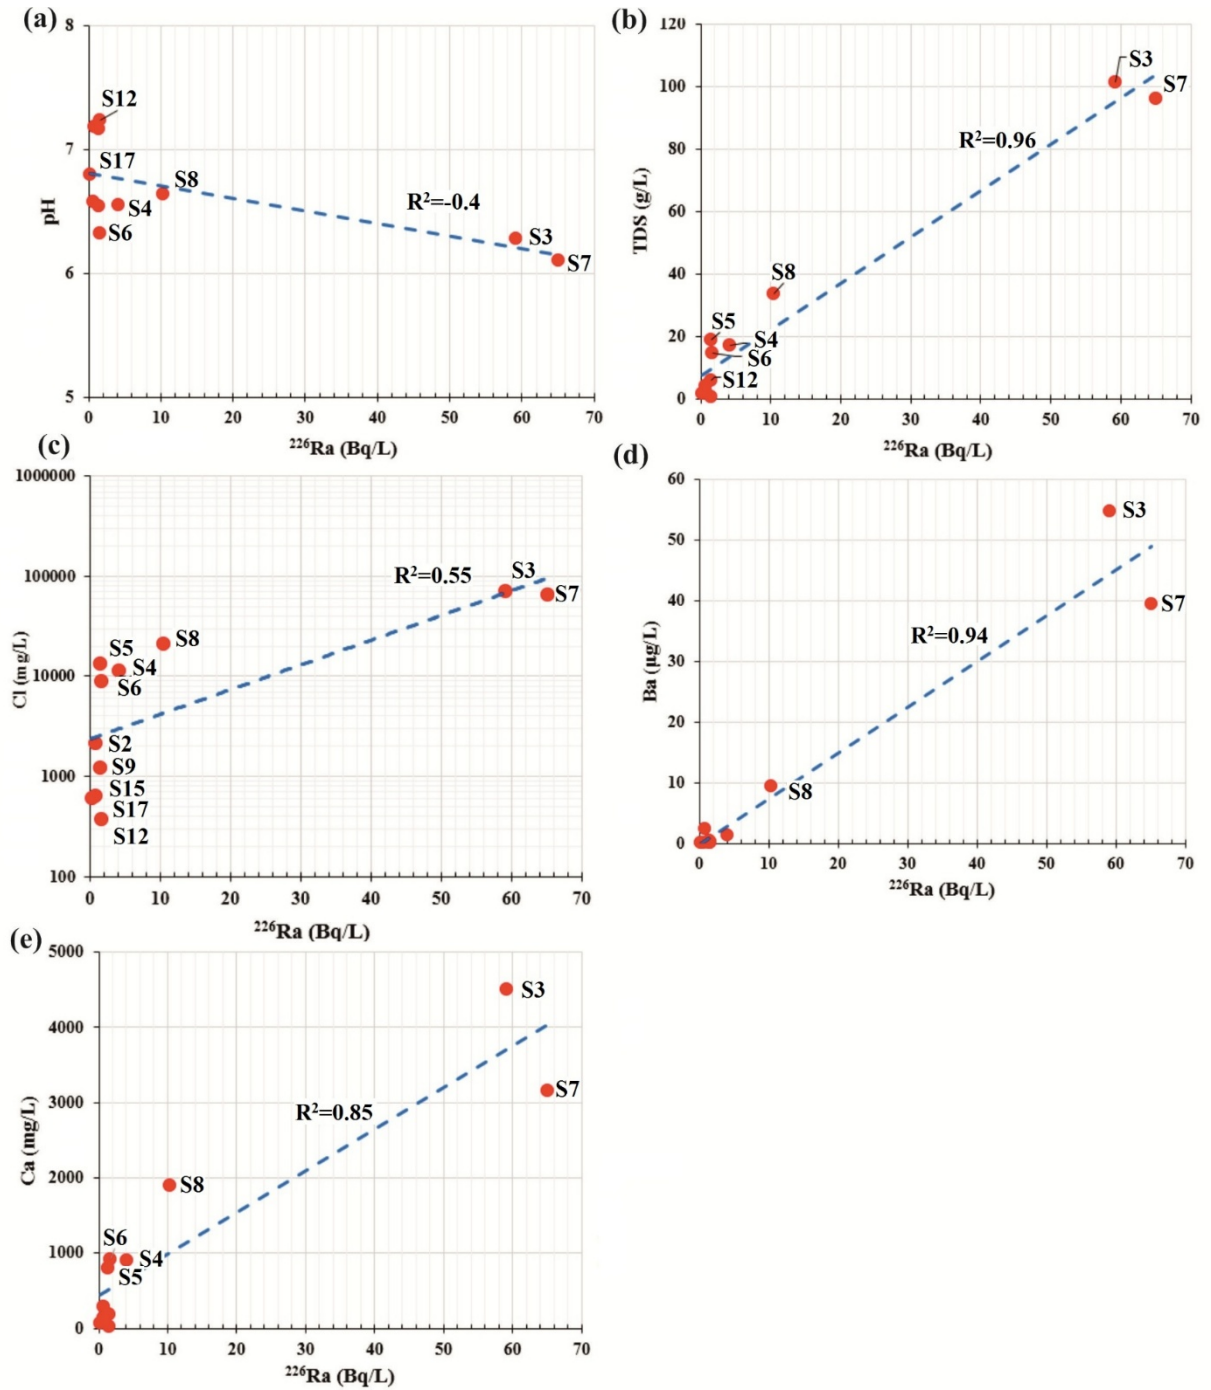 (a)
8
7
6
5
pH
S12
S17
S8
S4
S6
R²=-0.4
S3
S7
0 10 20 30 40 50 60 70
²²⁶Ra (Bq/L)
(b)
120
100
80
60
40
20
0
TDS (g/L)
S3
S7
R²=0.96
S8
S5
S4
S6
S12
0 10 20 30 40 50 60 70
²²⁶Ra (Bq/L)
(c)
1000000
100000
10000
1000
100
Cl (mg/L)
R²=0.55
S3
S7
S8
S5
S4
S6
S2
S9
S15
S17
S12
0 10 20 30 40 50 60 70
²²⁶Ra (Bq/L)
(d)
60
50
40
30
20
10
0
Ba (µg/L)
S3
S7
R²=0.94
S8
0 10 20 30 40 50 60 70
²²⁶Ra (Bq/L)
(e)
5000
4000
3000
2000
1000
0
Ca (mg/L)
S3
S7
R²=0.85
S8
S6
S4
S5
0 10 20 30 40 50 60 70
²²⁶Ra (Bq/L)